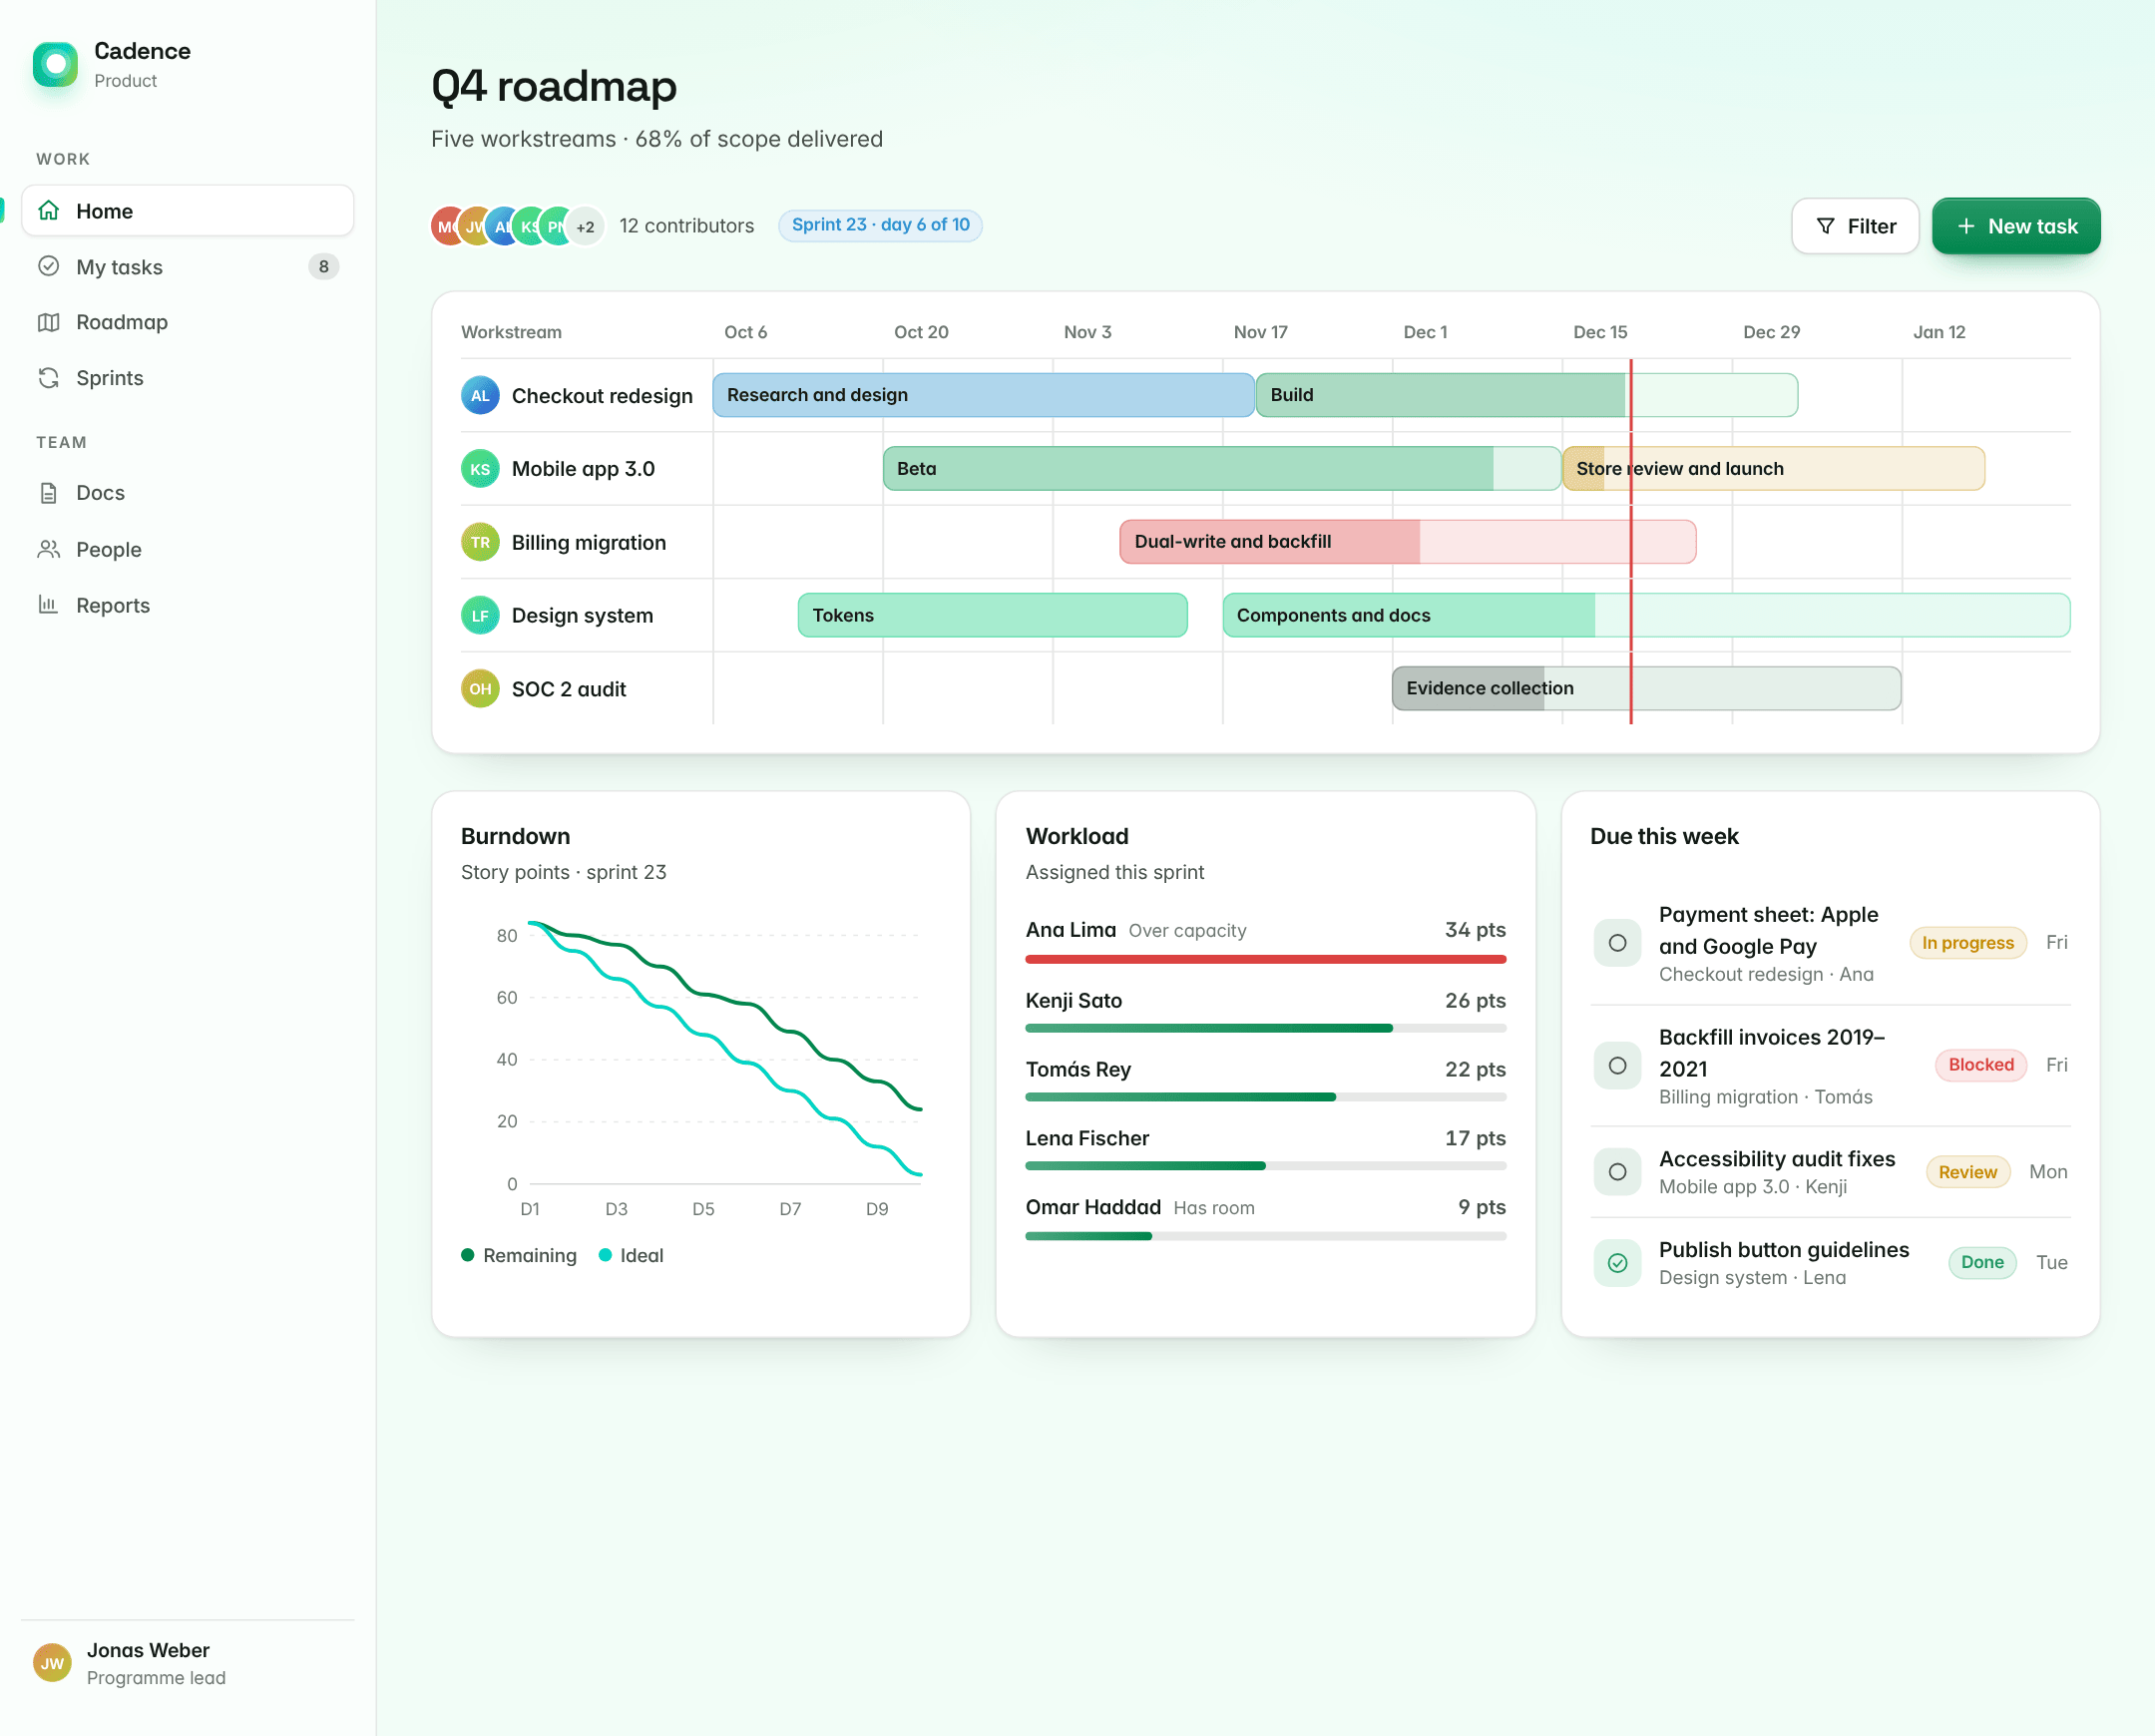 Cadence
Product
WORK
Home
My tasks
8
Roadmap
Sprints
TEAM
Docs
People
Reports
Jonas Weber
JW
Programme lead
Q4 roadmap
Five workstreams · 68% of scope delivered
JW
KS
+2
12 contributors
Sprint 23 · day 6 of 10
Filter
New task
Workstream
Oct 6
Oct 20
Nov 3
Nov 17
Dec 1
Dec 15
Dec 29
Jan 12
AL
Checkout redesign
Research and design
Build
KS
Mobile app 3.0
Beta
Store review and launch
TR
Billing migration
Dual-write and backfill
LF
Design system
Tokens
Components and docs
OH
SOC 2 audit
Evidence collection
Burndown
Story points · sprint 23
80
60
40
20
0
D1
D3
D5
D7
D9
Remaining
Ideal
Workload
Assigned this sprint
Ana Lima Over capacity
34 pts
Kenji Sato
26 pts
Tomás Rey
22 pts
Lena Fischer
17 pts
Omar Haddad Has room
9 pts
Due this week
Payment sheet: Apple
and Google Pay
Checkout redesign · Ana
In progress
Fri
Backfill invoices 2019–
2021
Billing migration · Tomás
Blocked
Fri
Accessibility audit fixes
Mobile app 3.0 · Kenji
Review
Mon
Publish button guidelines
Design system · Lena
Done
Tue